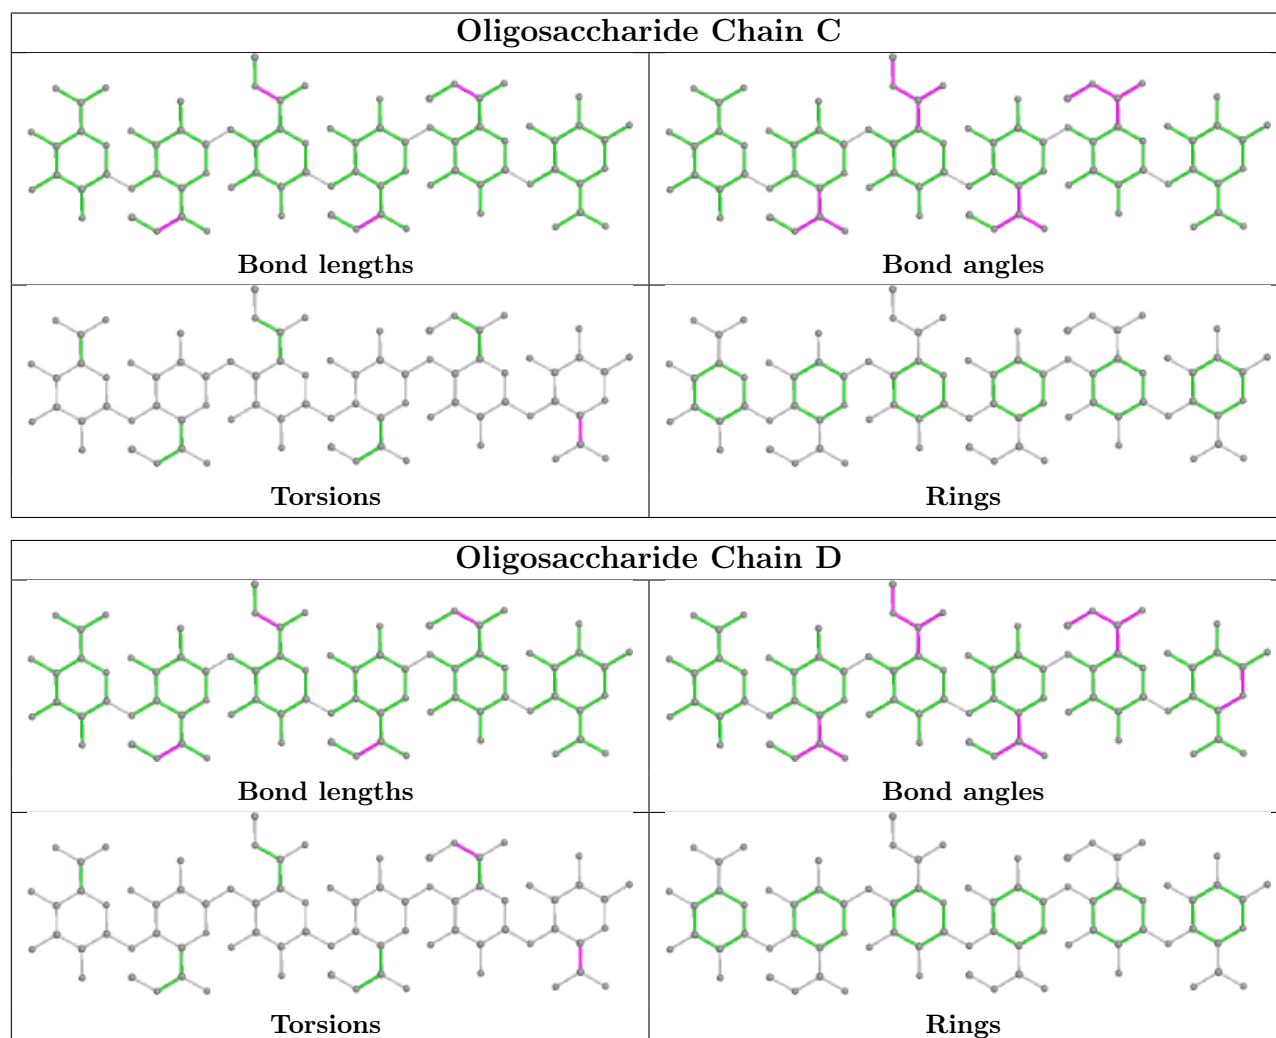 Oligosaccharide Chain C
Bond lengths
Bond angles
Torsions
Rings
Oligosaccharide Chain D
Bond lengths
Bond angles
Torsions
Rings